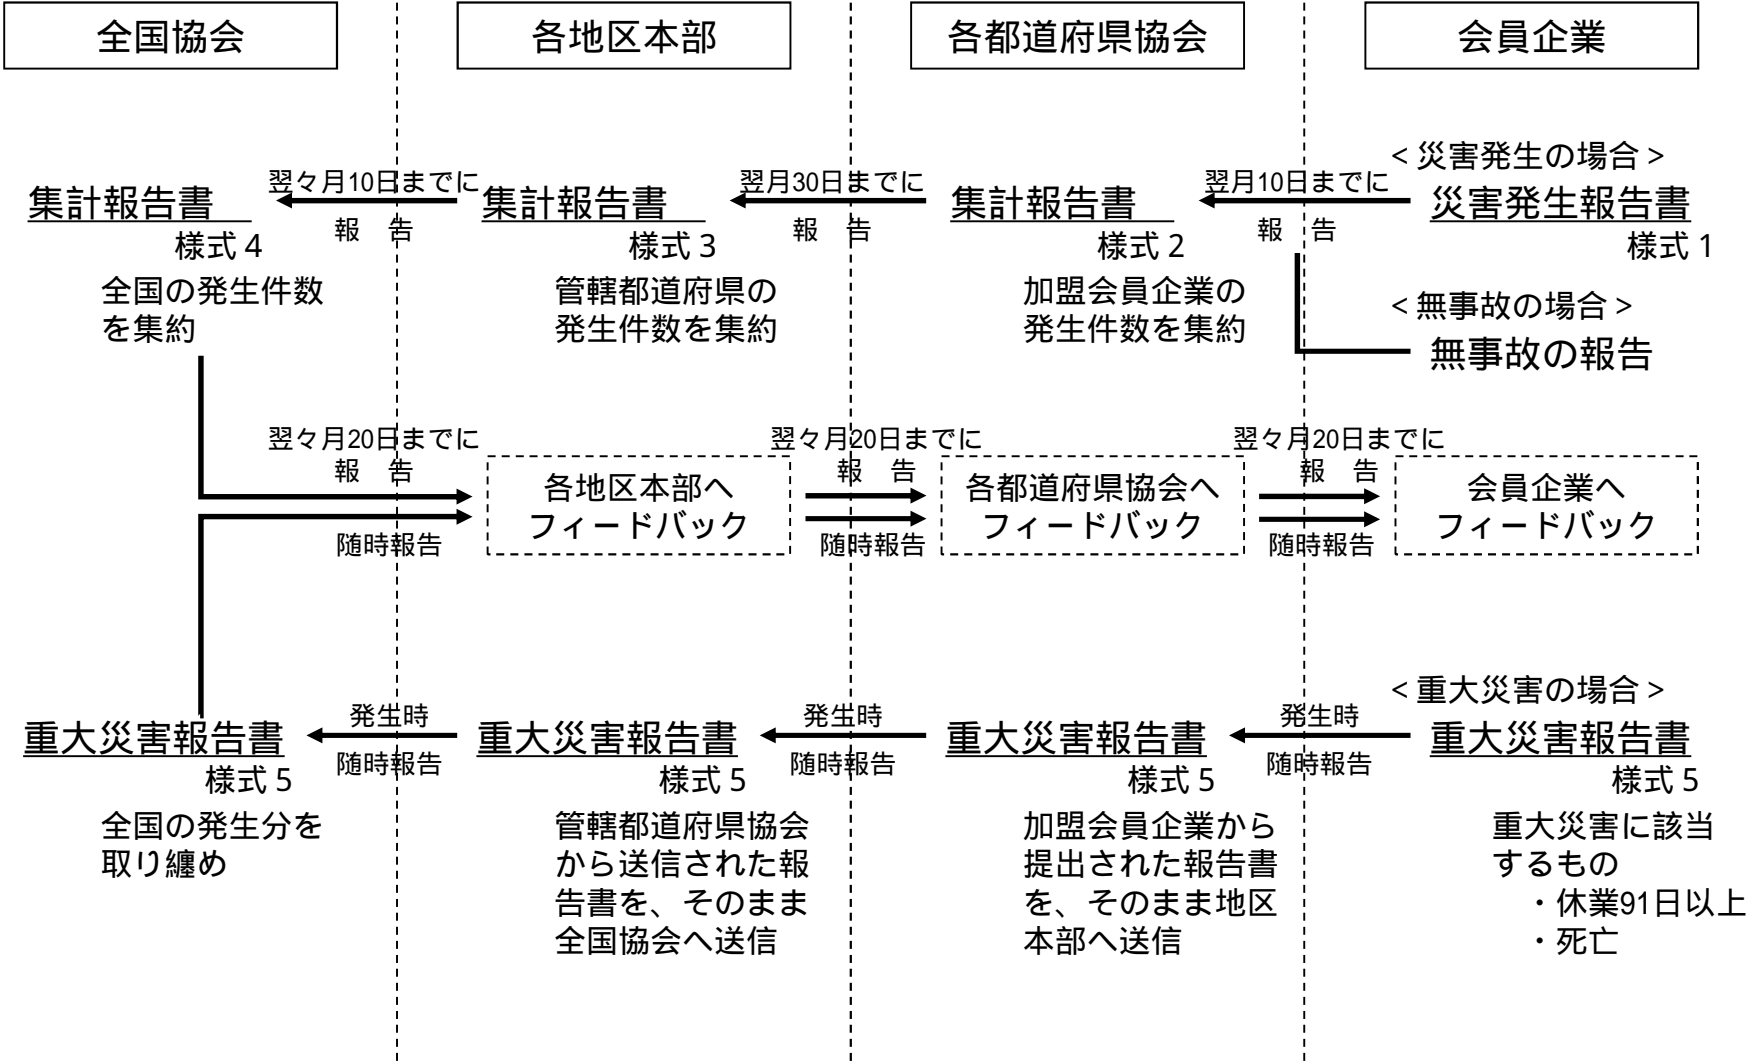 全国協会
各地区本部
各都道府県協会
会員企業
＜災害発生の場合＞
翌々月10日までに
翌月30日までに
翌月10日までに
集計報告書
集計報告書
集計報告書
災害発生報告書
報　告
報　告
報　告
様式４
様式３
様式２
様式１
全国の発生件数
を集約
管轄都道府県の
発生件数を集約
加盟会員企業の
発生件数を集約
＜無事故の場合＞
無事故の報告
翌々月20日までに
報　告
随時報告
各地区本部へ
フィードバック
翌々月20日までに
報　告
随時報告
各都道府県協会へ
フィードバック
翌々月20日までに
報　告
随時報告
会員企業へ
フィードバック
＜重大災害の場合＞
発生時
発生時
発生時
重大災害報告書
重大災害報告書
重大災害報告書
重大災害報告書
随時報告
随時報告
随時報告
様式５
様式５
様式５
様式５
全国の発生分を
取り纏め
管轄都道府県協会
から送信された報
告書を、そのまま
全国協会へ送信
加盟会員企業から
提出された報告書
を、そのまま地区
本部へ送信
重大災害に該当
するもの
・休業91日以上
・死亡